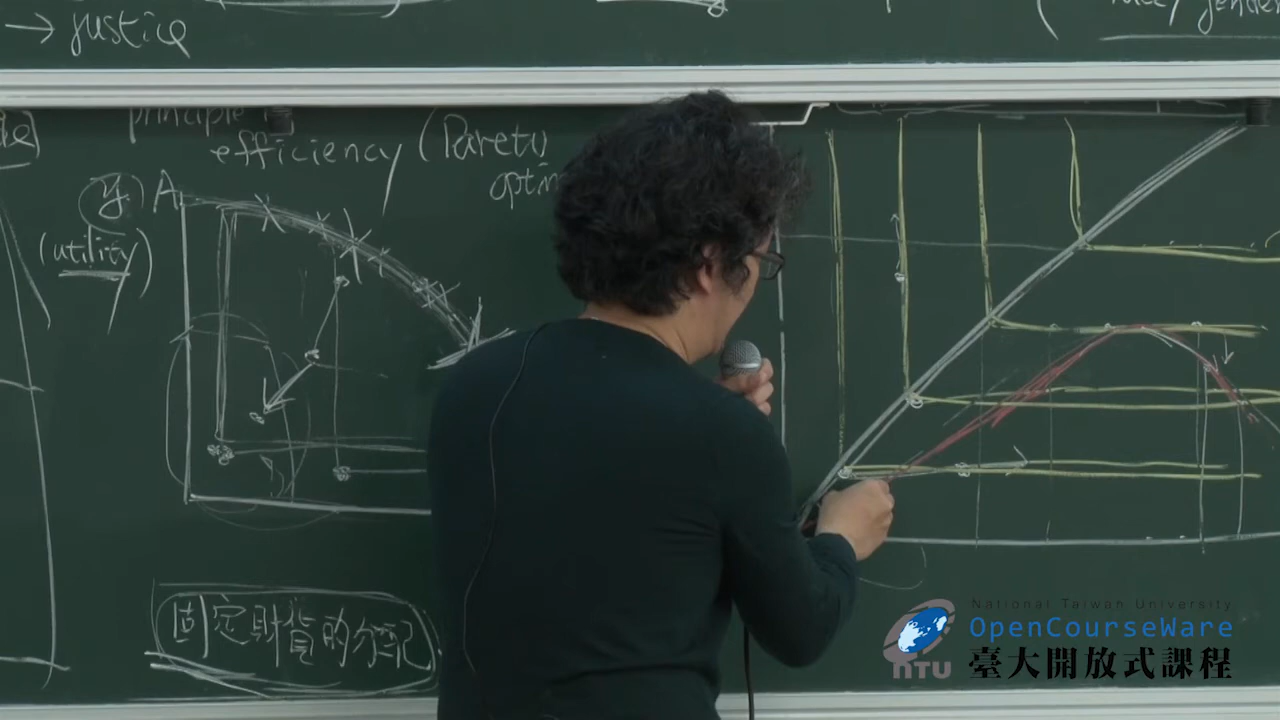 → justice
gender
principle
efficiency (Pareto
y A
(utility)
固定財貨的分配
National Taiwan University
OpenCourseWare
NTU 臺大開放式課程